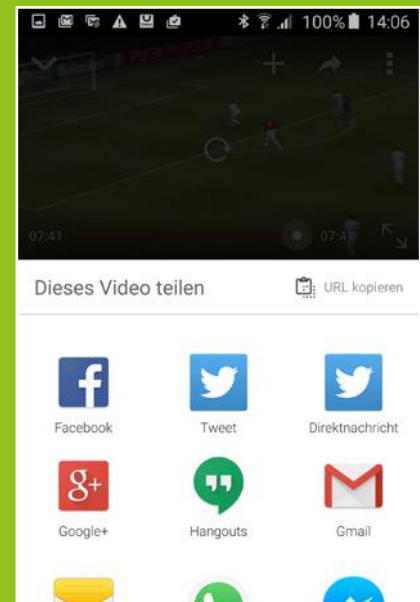 100% 14:06
07:41 07:41
Dieses Video teilen URL kopieren
Facebook Tweet Direktnachricht
Google+ Hangouts Gmail